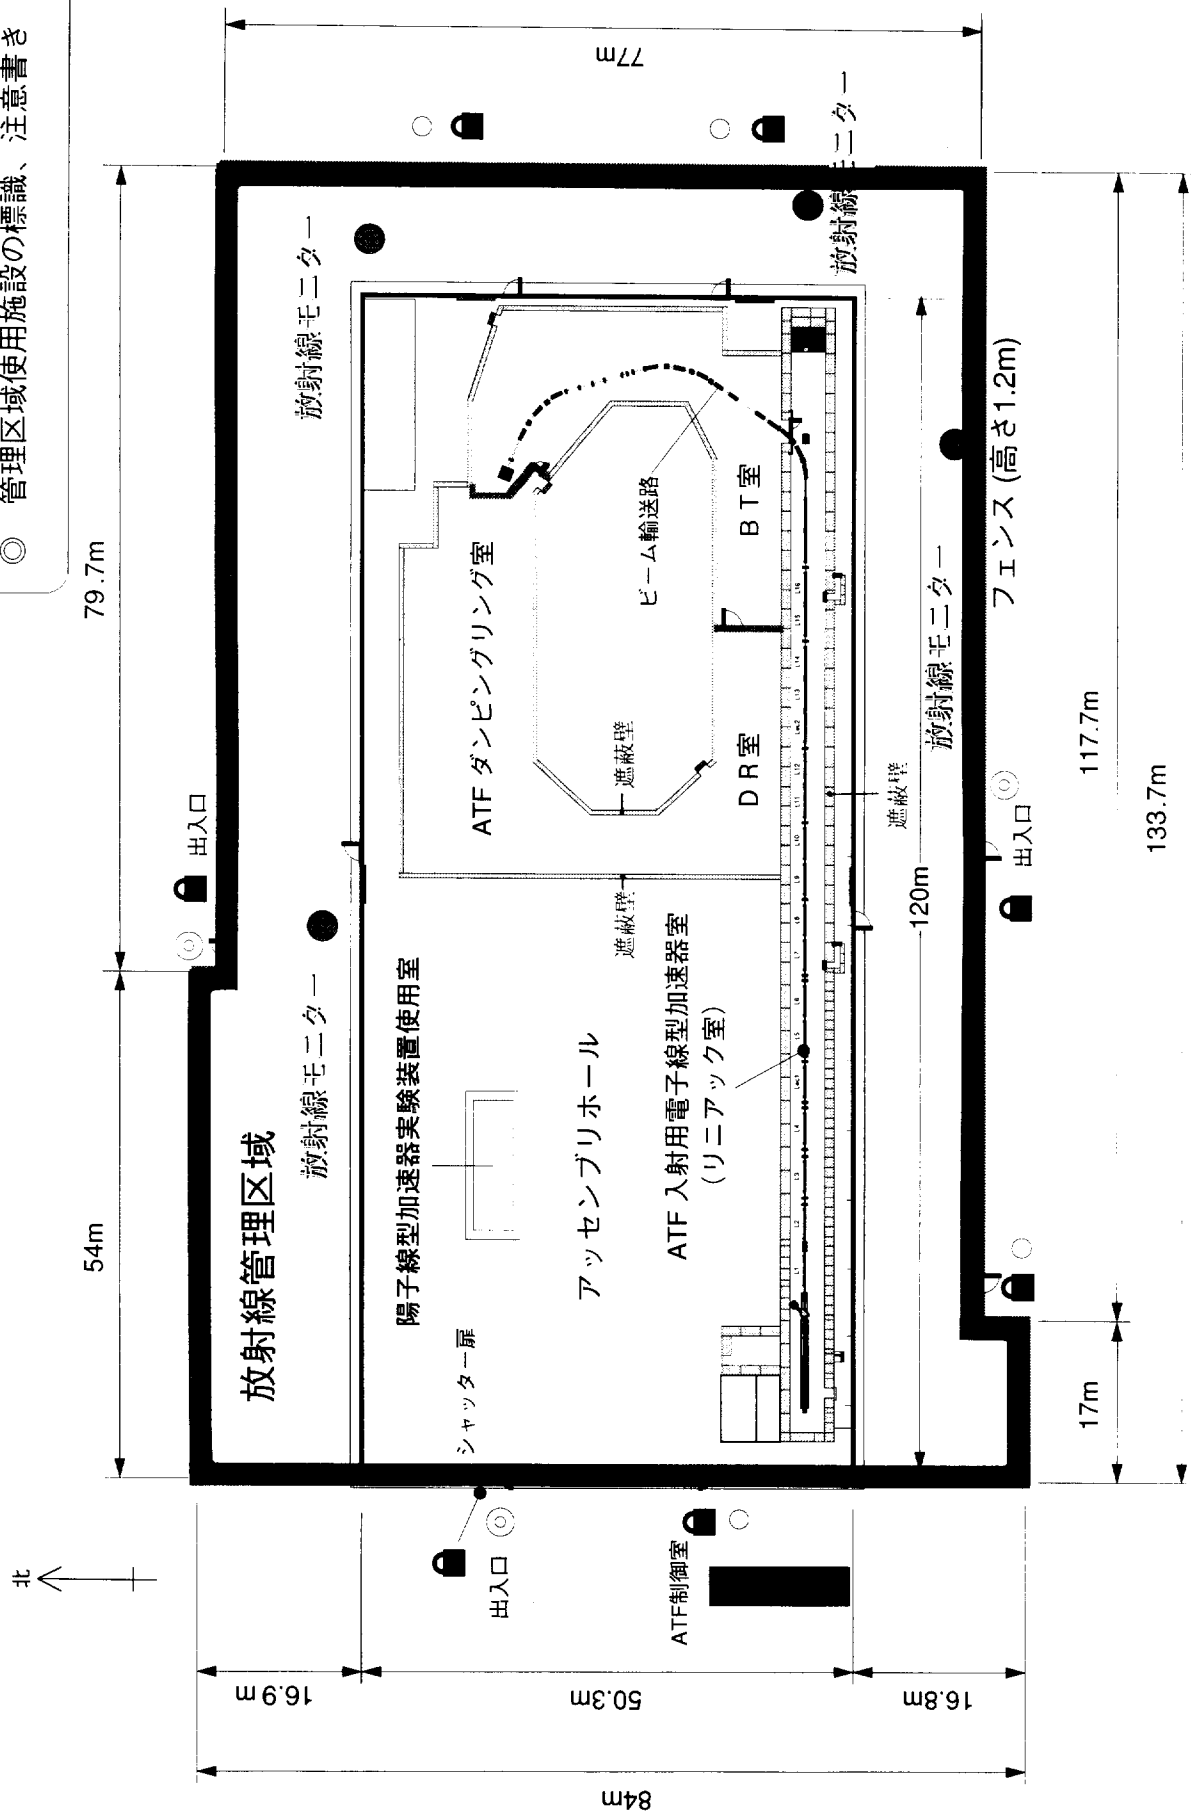 ◎ 管理区域使用施設の標識、注意書き
79.7m
54m
77m
出入口
放射線モニター
放射線モニター
放射線管理区域
放射線モニター
放射線モニター
フェンス (高さ1.2m)
ATF ダンピングリング室
ビーム輸送路
BT室
DR室
遮蔽壁
遮蔽壁
遮蔽壁
陽子線型加速器実験装置使用室
アッセンブリホール
ATF 入射用電子線型加速器室
(リニアック室)
シャッター扉
120m
出入口
117.7m
133.7m
17m
北
出入口
ATF制御室
16.9m
50.3m
16.8m
84m